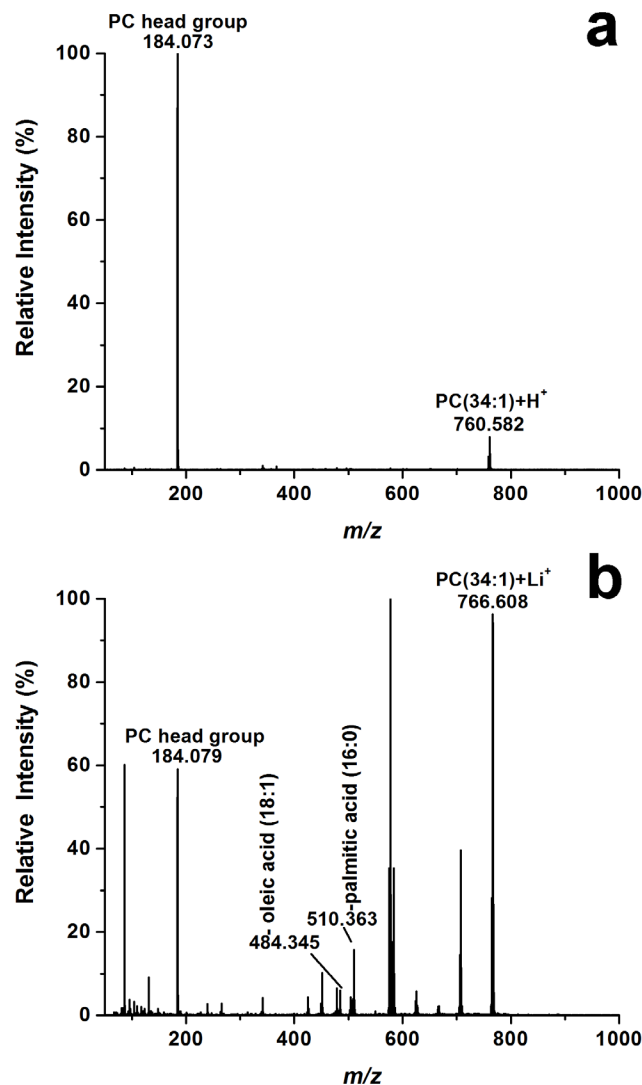 a
PC head group
184.073
100
80
60
40
20
0
Relative Intensity (%)
PC(34:1)+H⁺
760.582
200
400
600
800
1000
m/z
b
PC(34:1)+Li⁺
766.608
100
80
60
40
20
0
Relative Intensity (%)
PC head group
184.079
- oleic acid (18:1)
484.345
-palmitic acid (16:0)
510.363
200
400
600
800
1000
m/z